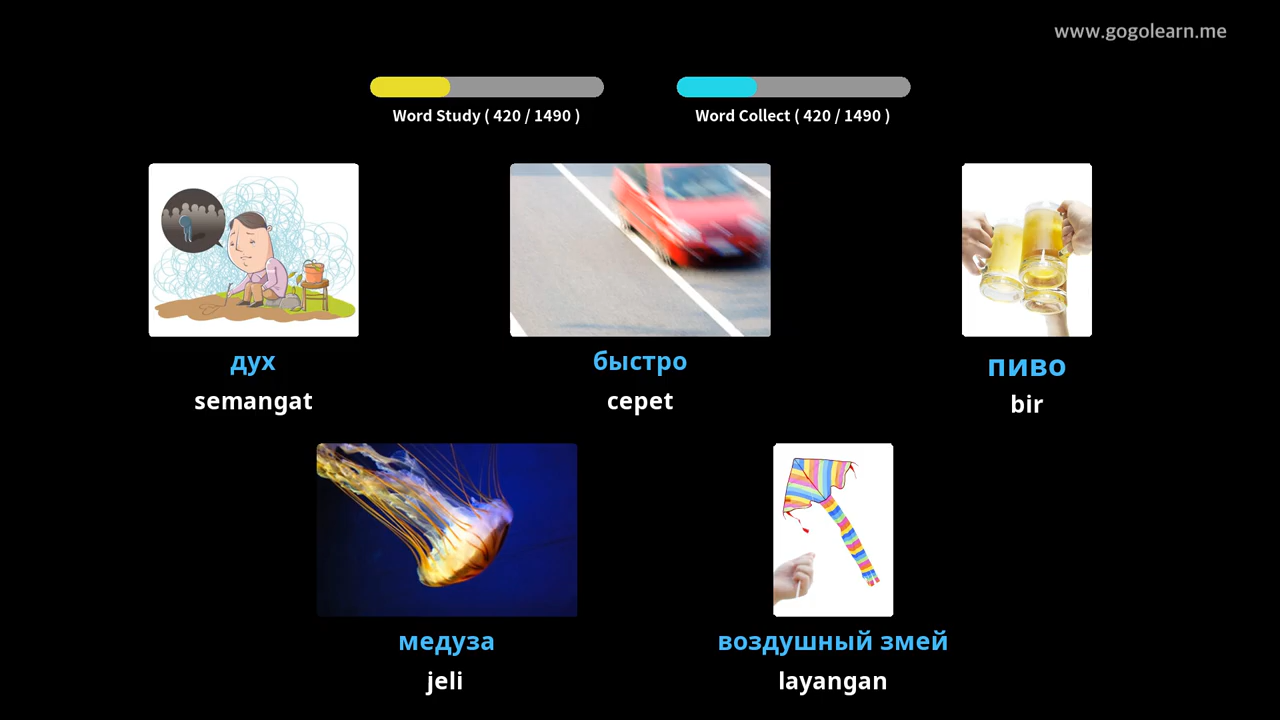 www.gogolearn.me
Word Study ( 420 / 1490 )
Word Collect ( 420 / 1490 )
дух
semangat
быстро
cepet
пиво
bir
медуза
jeli
воздушный змей
layangan